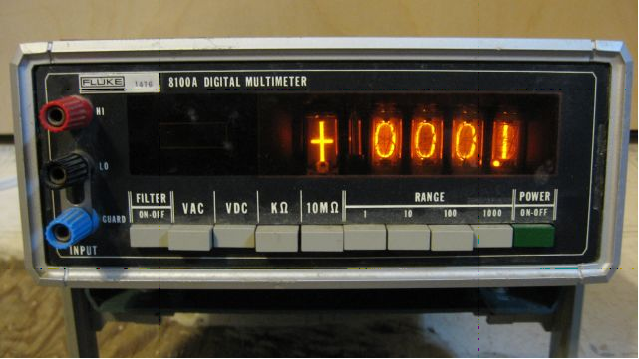 FLUKE 1616 8100A DIGITAL MULTIMETER
HI
+ 0001
LO
GUARD
INPUT
FILTER
ON-OFF
VAC
VDC
KΩ
10MΩ
RANGE
1 10 100 1000
POWER
ON-OFF